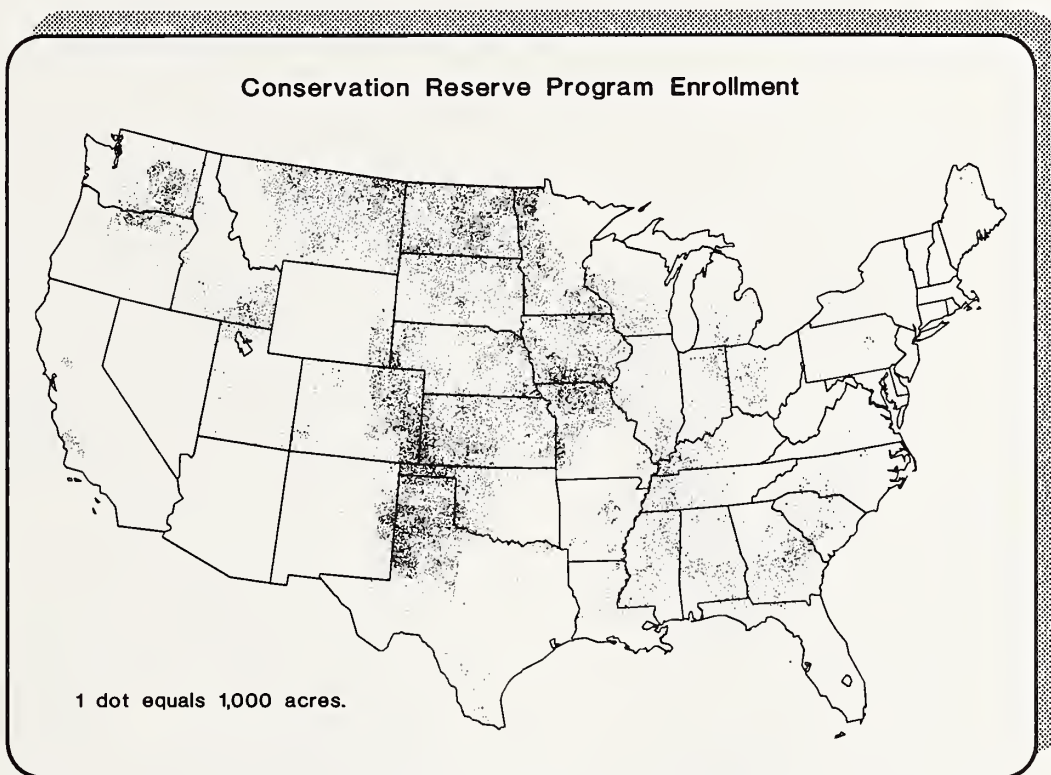 Conservation Reserve Program Enrollment
1 dot equals 1,000 acres.